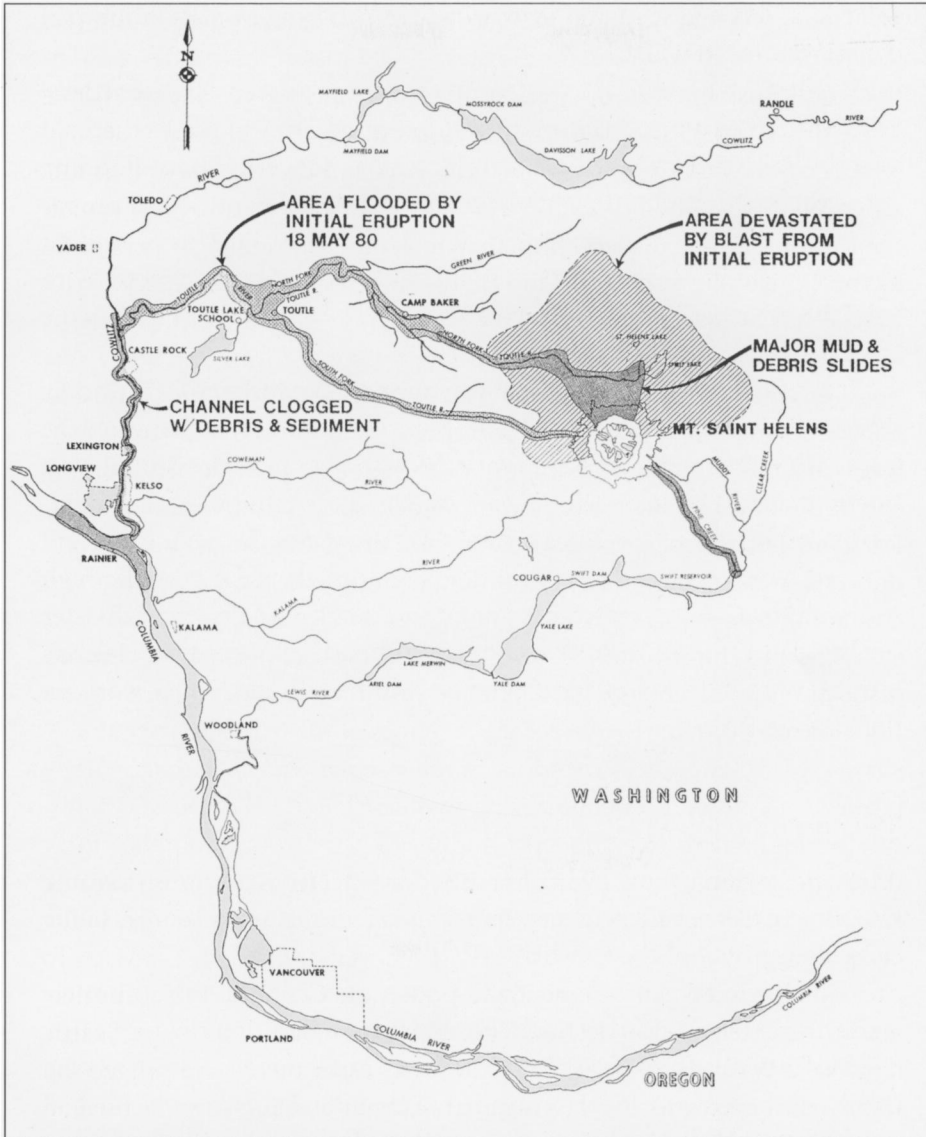 N
MAYFIELD LAKE
MOSSYROCK DAM
RANDLE
RIVER
MAYFIELD DAM
DAVISSON LAKE
COWLITZ
RIVER
TOLEDO
AREA FLOODED BY
INITIAL ERUPTION
18 MAY 80
AREA DEVASTATED
BY BLAST FROM
INITIAL ERUPTION
VADER
GREEN RIVER
NORTH FORK
TOUTLE R.
TOUTLE
RIVER
TOUTLE LAKE
SCHOOL
TOUTLE
CAMP BAKER
NORTH FORK
TOUTLE R.
ST. HELENS LAKE
SPIRIT LAKE
COWLITZ
CASTLE ROCK
SILVER LAKE
SOUTH FORK
TOUTLE R.
MAJOR MUD &
DEBRIS SLIDES
CHANNEL CLOGGED
W/DEBRIS & SEDIMENT
MT. SAINT HELENS
LEXINGTON
LONGVIEW
KELSO
COWEMAN
RIVER
MUDDY
RIVER
CLEAR CREEK
PINE CREEK
RAINIER
COUGAR
SWIFT DAM
SWIFT RESERVOIR
KALAMA
RIVER
KALAMA
YALE LAKE
COLUMBIA
RIVER
LAKE MERWIN
LEWIS RIVER
ARIEL DAM
YALE DAM
WOODLAND
WASHINGTON
VANCOUVER
PORTLAND
COLUMBIA
RIVER
COLUMBIA RIVER
OREGON